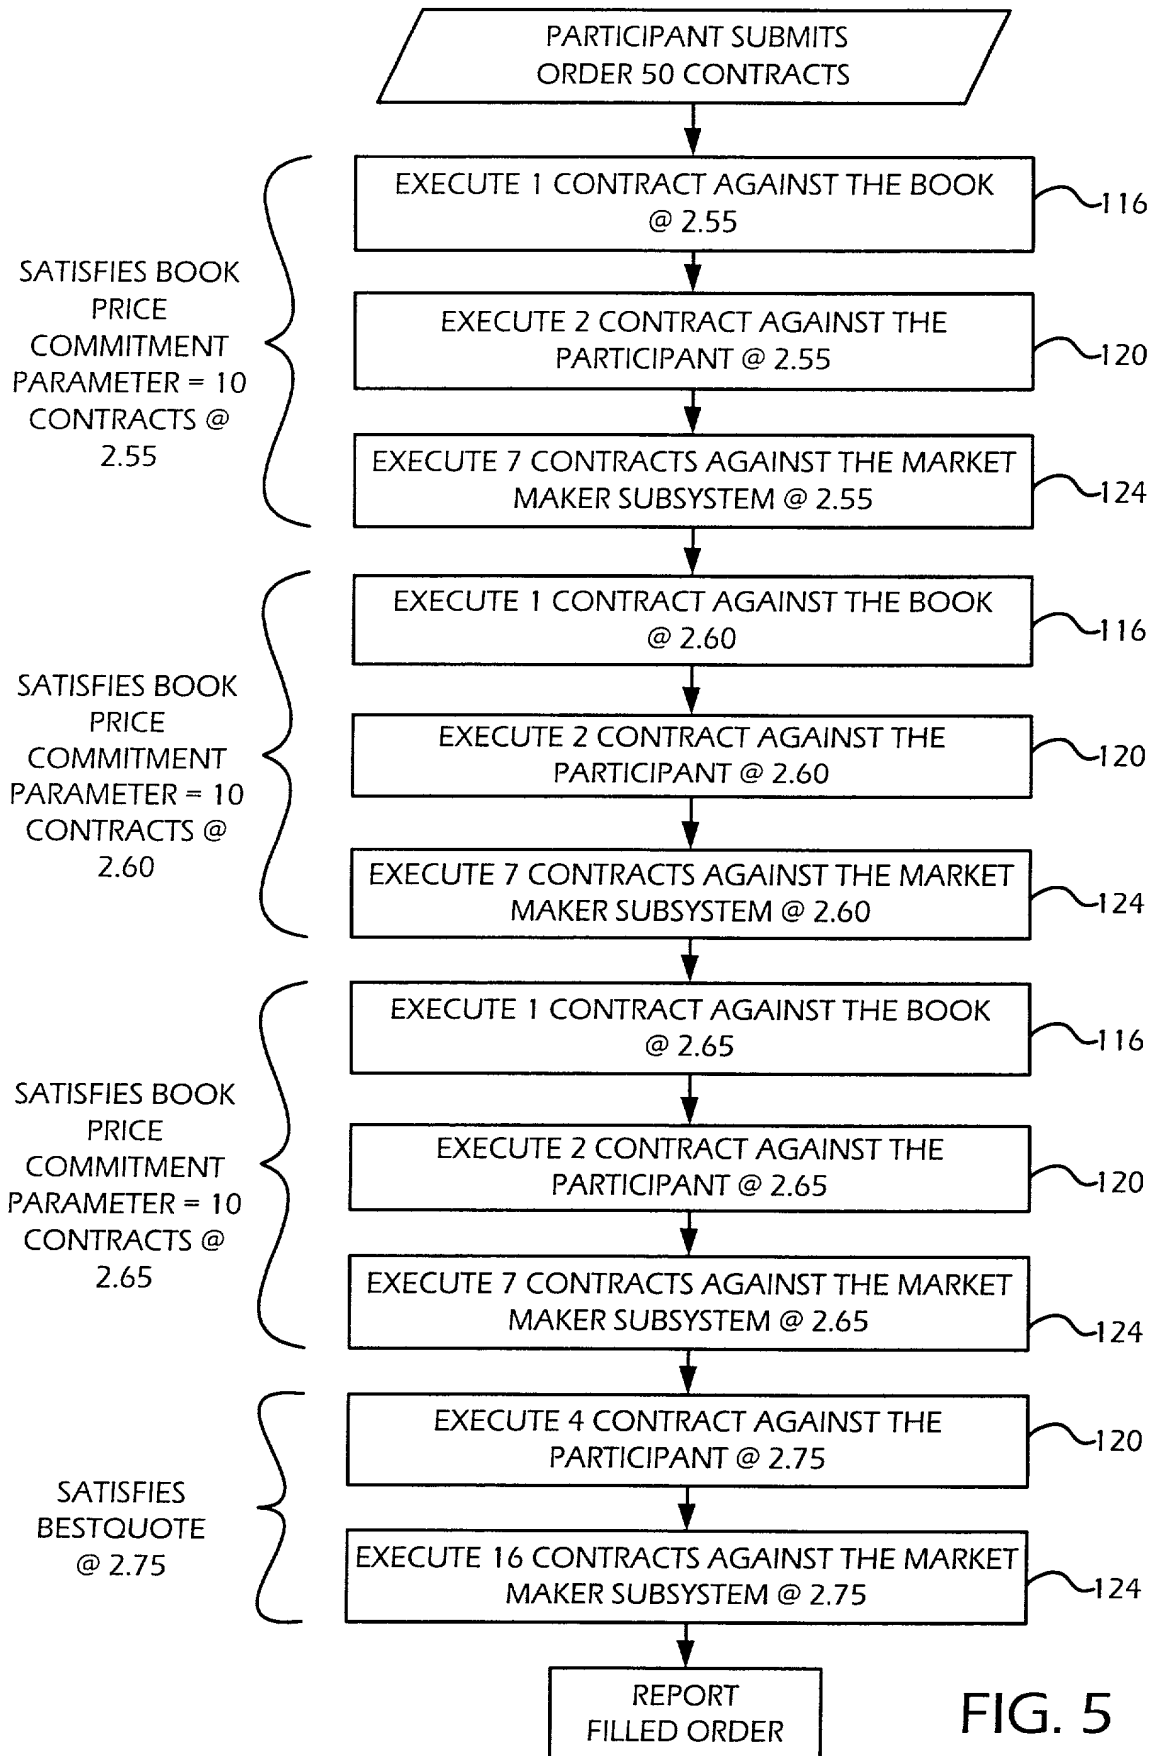 PARTICIPANT SUBMITS
ORDER 50 CONTRACTS
SATISFIES BOOK
PRICE
COMMITMENT
PARAMETER = 10
CONTRACTS @
2.55
EXECUTE 1 CONTRACT AGAINST THE BOOK
@ 2.55
116
EXECUTE 2 CONTRACT AGAINST THE
PARTICIPANT @ 2.55
120
EXECUTE 7 CONTRACTS AGAINST THE MARKET
MAKER SUBSYSTEM @ 2.55
124
SATISFIES BOOK
PRICE
COMMITMENT
PARAMETER = 10
CONTRACTS @
2.60
EXECUTE 1 CONTRACT AGAINST THE BOOK
@ 2.60
116
EXECUTE 2 CONTRACT AGAINST THE
PARTICIPANT @ 2.60
120
EXECUTE 7 CONTRACTS AGAINST THE MARKET
MAKER SUBSYSTEM @ 2.60
124
SATISFIES BOOK
PRICE
COMMITMENT
PARAMETER = 10
CONTRACTS @
2.65
EXECUTE 1 CONTRACT AGAINST THE BOOK
@ 2.65
116
EXECUTE 2 CONTRACT AGAINST THE
PARTICIPANT @ 2.65
120
EXECUTE 7 CONTRACTS AGAINST THE MARKET
MAKER SUBSYSTEM @ 2.65
124
SATISFIES
BESTQUOTE
@ 2.75
EXECUTE 4 CONTRACT AGAINST THE
PARTICIPANT @ 2.75
120
EXECUTE 16 CONTRACTS AGAINST THE MARKET
MAKER SUBSYSTEM @ 2.75
124
REPORT
FILLED ORDER
FIG. 5